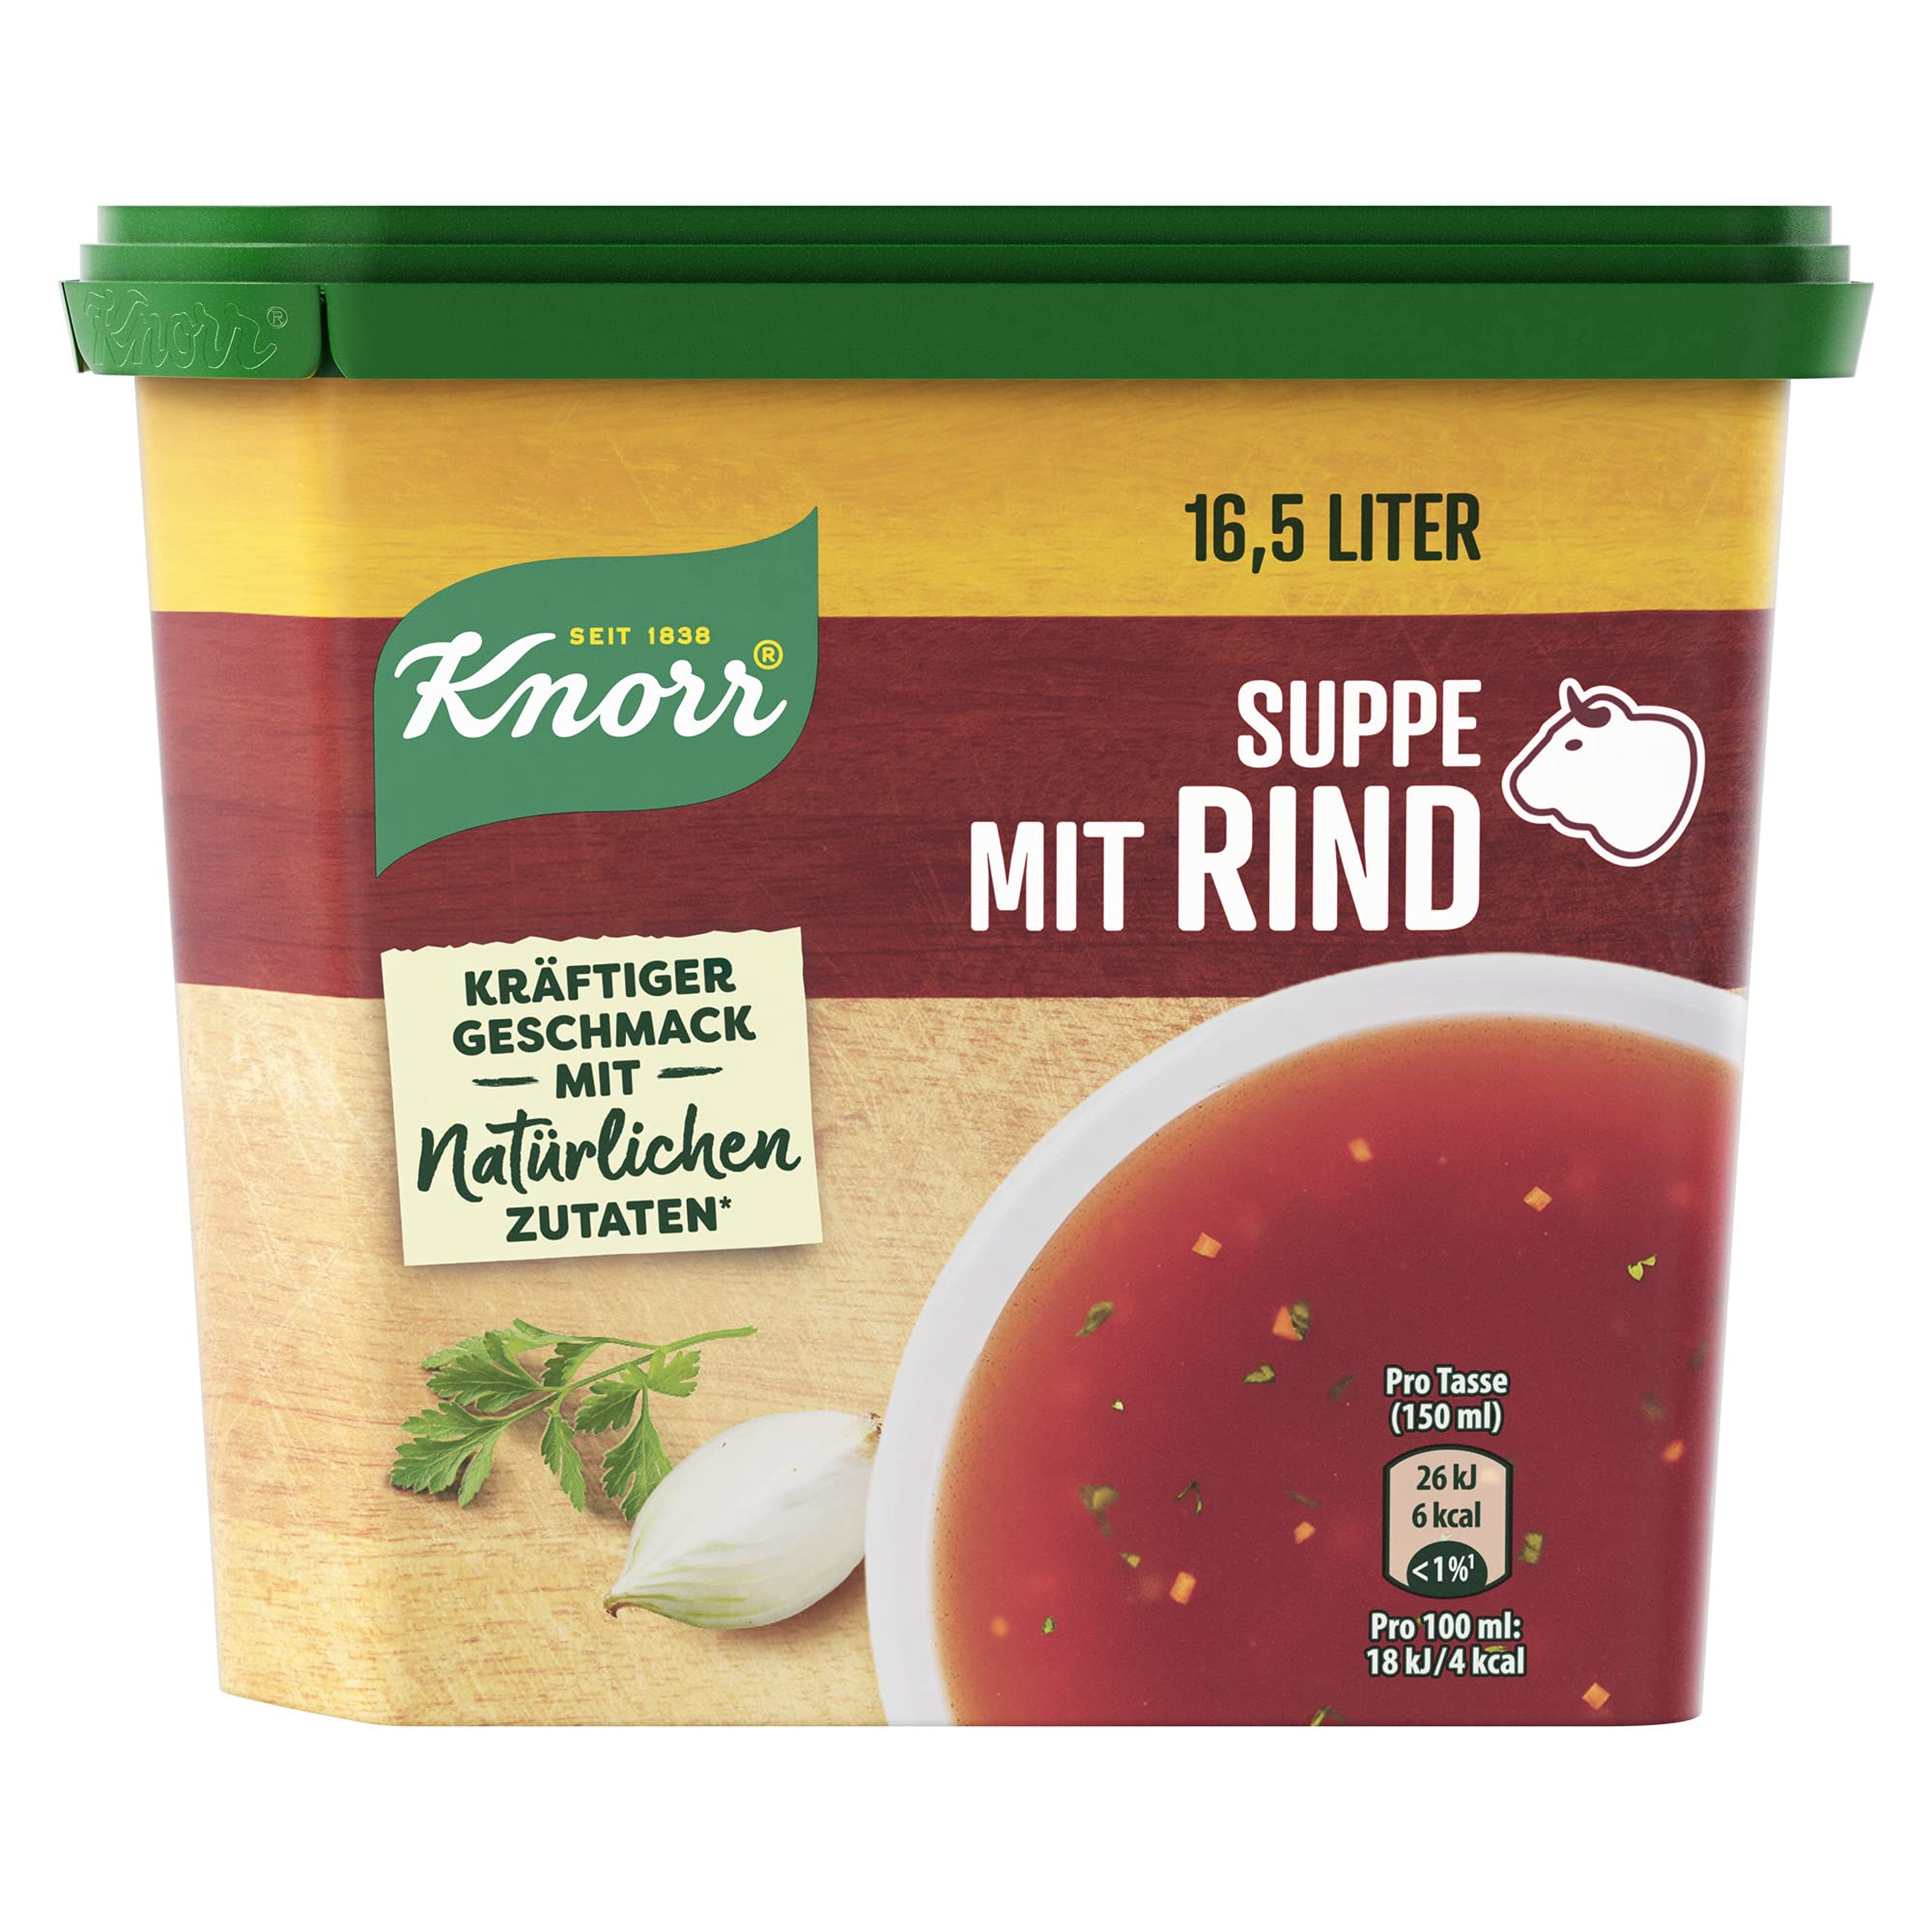 Knorr®
16,5 LITER
SEIT 1838
Knorr®
SUPPE
MIT RIND
KRÄFTIGER
GESCHMACK
MIT
Natürlichen
ZUTATEN*
Pro Tasse
(150 ml)
26 kJ
6 kcal
<1%¹
Pro 100 ml:
18 kJ/4 kcal